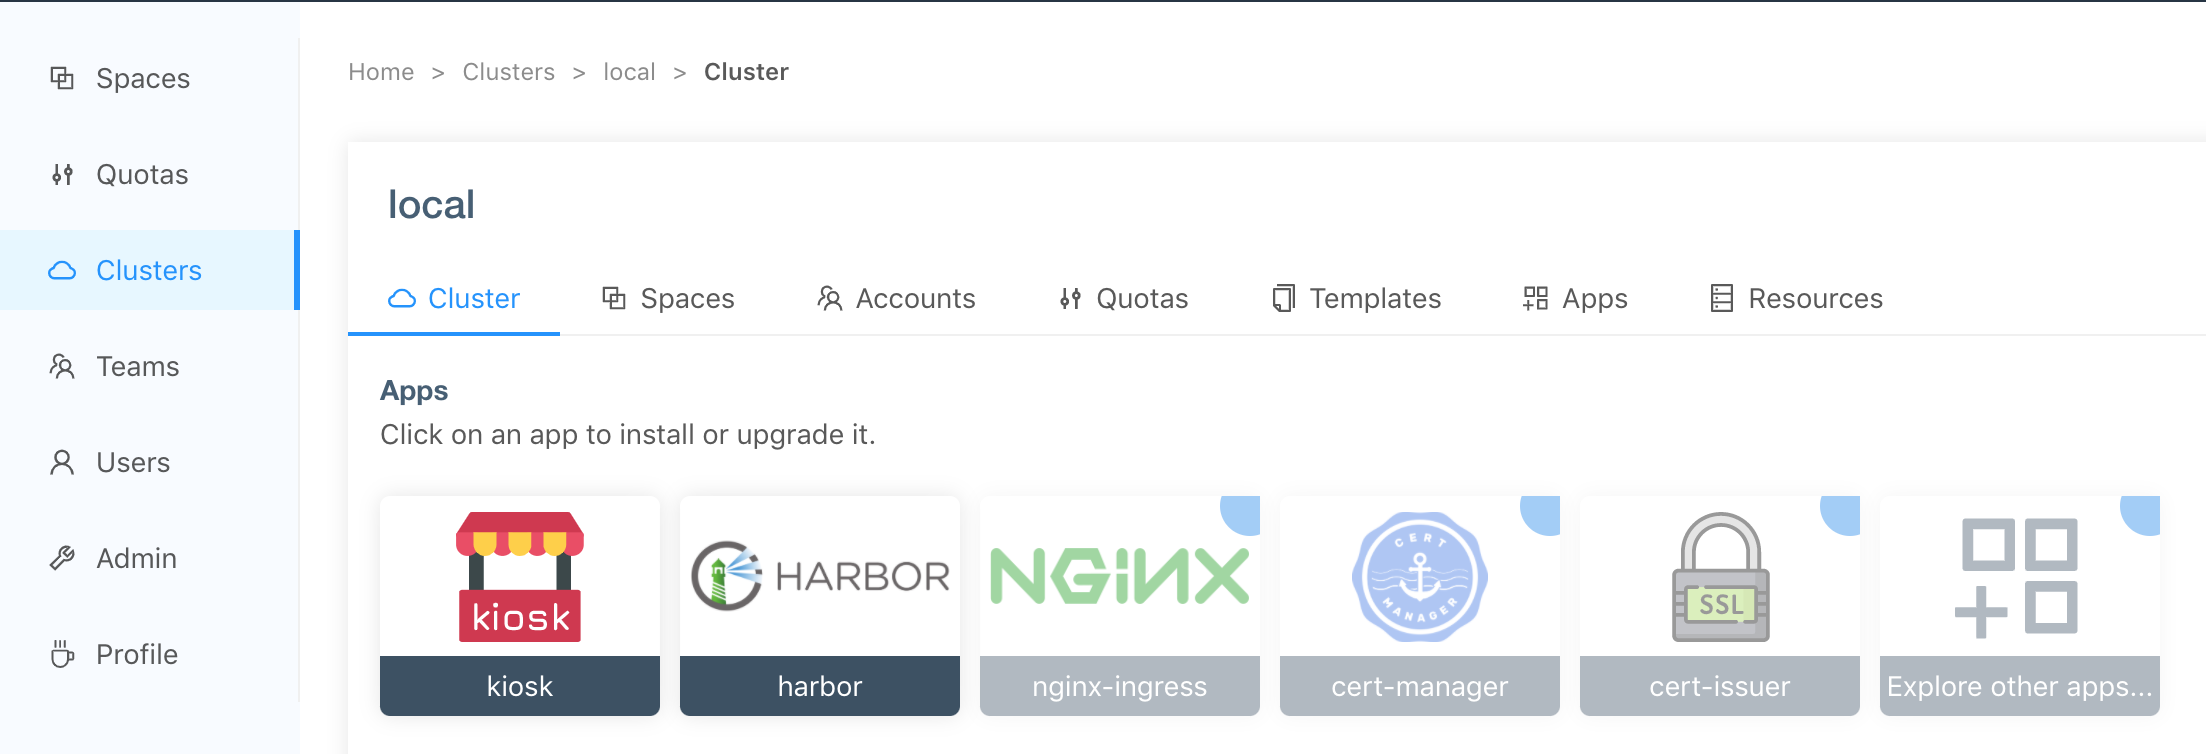 Spaces
Quotas
Clusters
Teams
Users
Admin
Profile
Home > Clusters > local > Cluster
local
Cluster Spaces Accounts Quotas Templates Apps Resources
Apps
Click on an app to install or upgrade it.
kiosk
kiosk
HARBOR
harbor
NGINX
nginx-ingress
CERT
MANAGER
cert-manager
SSL
cert-issuer
Explore other apps...